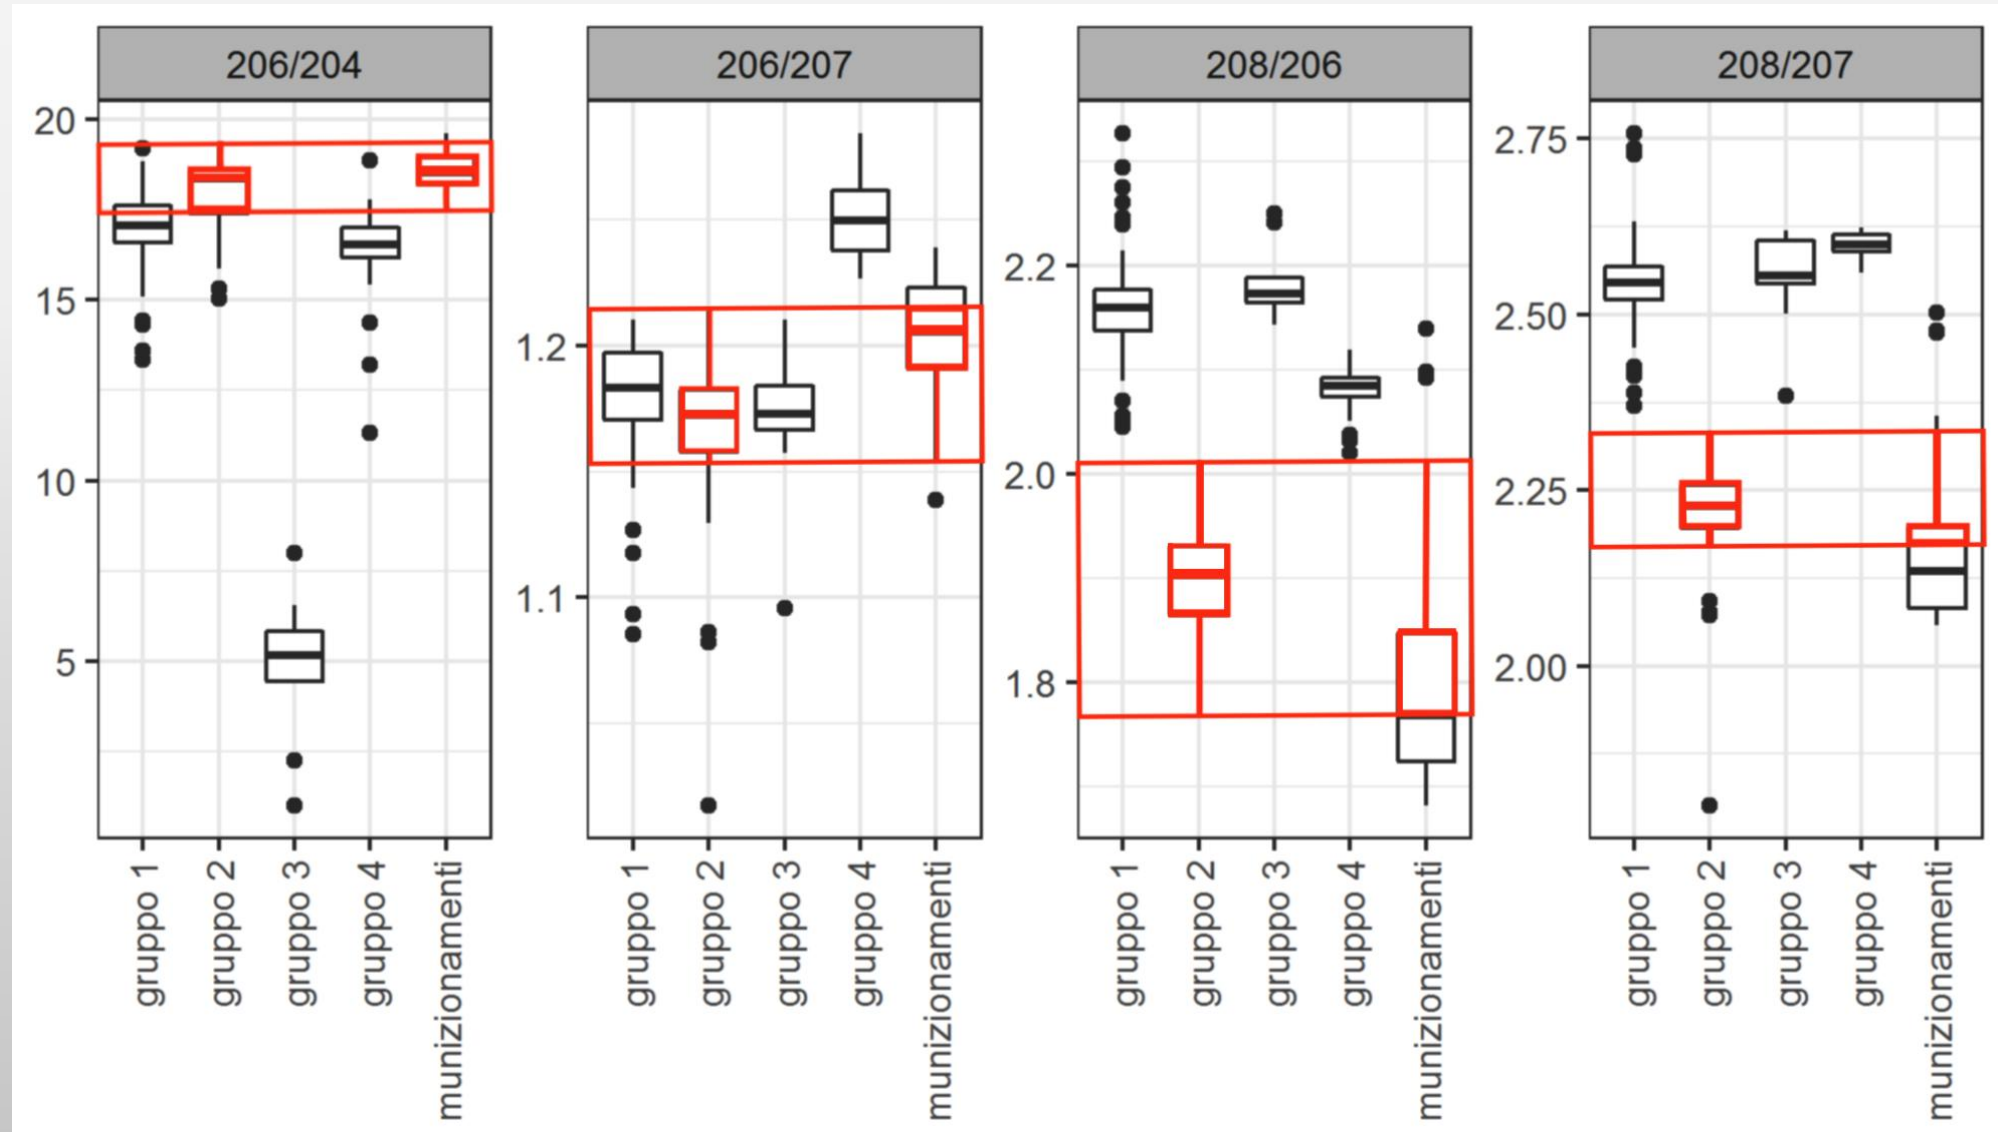 206/204
206/207
208/206
208/207
20
15
10
5
1.2
1.1
2.2
2.0
1.8
2.75
2.50
2.25
2.00
gruppo 1
gruppo 2
gruppo 3
gruppo 4
munizionamenti
gruppo 1
gruppo 2
gruppo 3
gruppo 4
munizionamenti
gruppo 1
gruppo 2
gruppo 3
gruppo 4
munizionamenti
gruppo 1
gruppo 2
gruppo 3
gruppo 4
munizionamenti